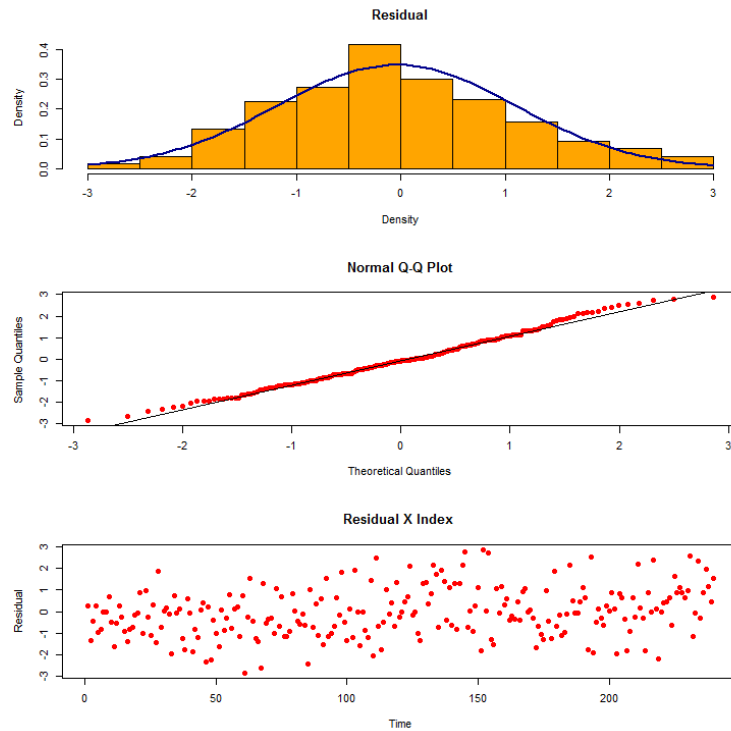 Residual
Density
0.0 0.1 0.2 0.3 0.4
-3 -2 -1 0 1 2 3
Density
Normal Q-Q Plot
Sample Quantiles
-3 -2 -1 0 1 2 3
-3 -2 -1 0 1 2 3
Theoretical Quantiles
Residual X Index
Residual
-3 -2 -1 0 1 2 3
0 50 100 150 200
Time